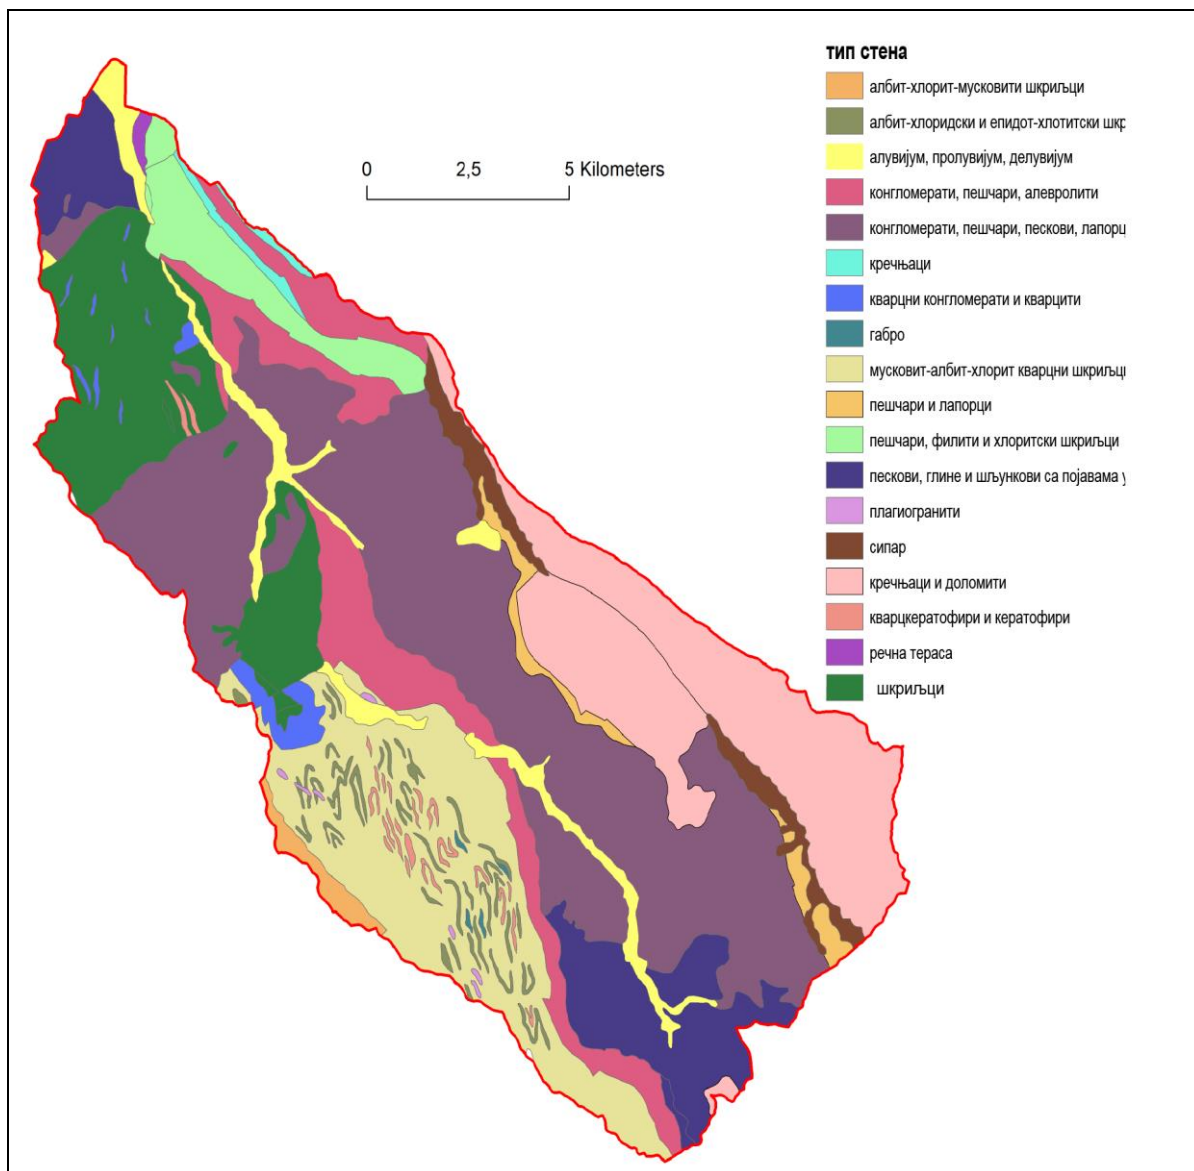 тип стена
албит-хлорит-мусковити шкриљци
албит-хлоридски и епидот-хлотитски шкр
алувијум, пролувијум, делувијум
0 2,5 5 Kilometers
конгломерати, пешчари, алевролити
конгломерати, пешчари, пескови, лапорц
кречњаци
кварцни конгломерати и кварцити
габро
мусковит-албит-хлорит кварцни шкриљц
пешчари и лапорци
пешчари, филити и хлоритски шкриљци
пескови, глине и шљункови са појавама у
плагиогранити
сипар
кречњаци и доломити
кварцкератофири и кератофири
речна тераса
шкриљци